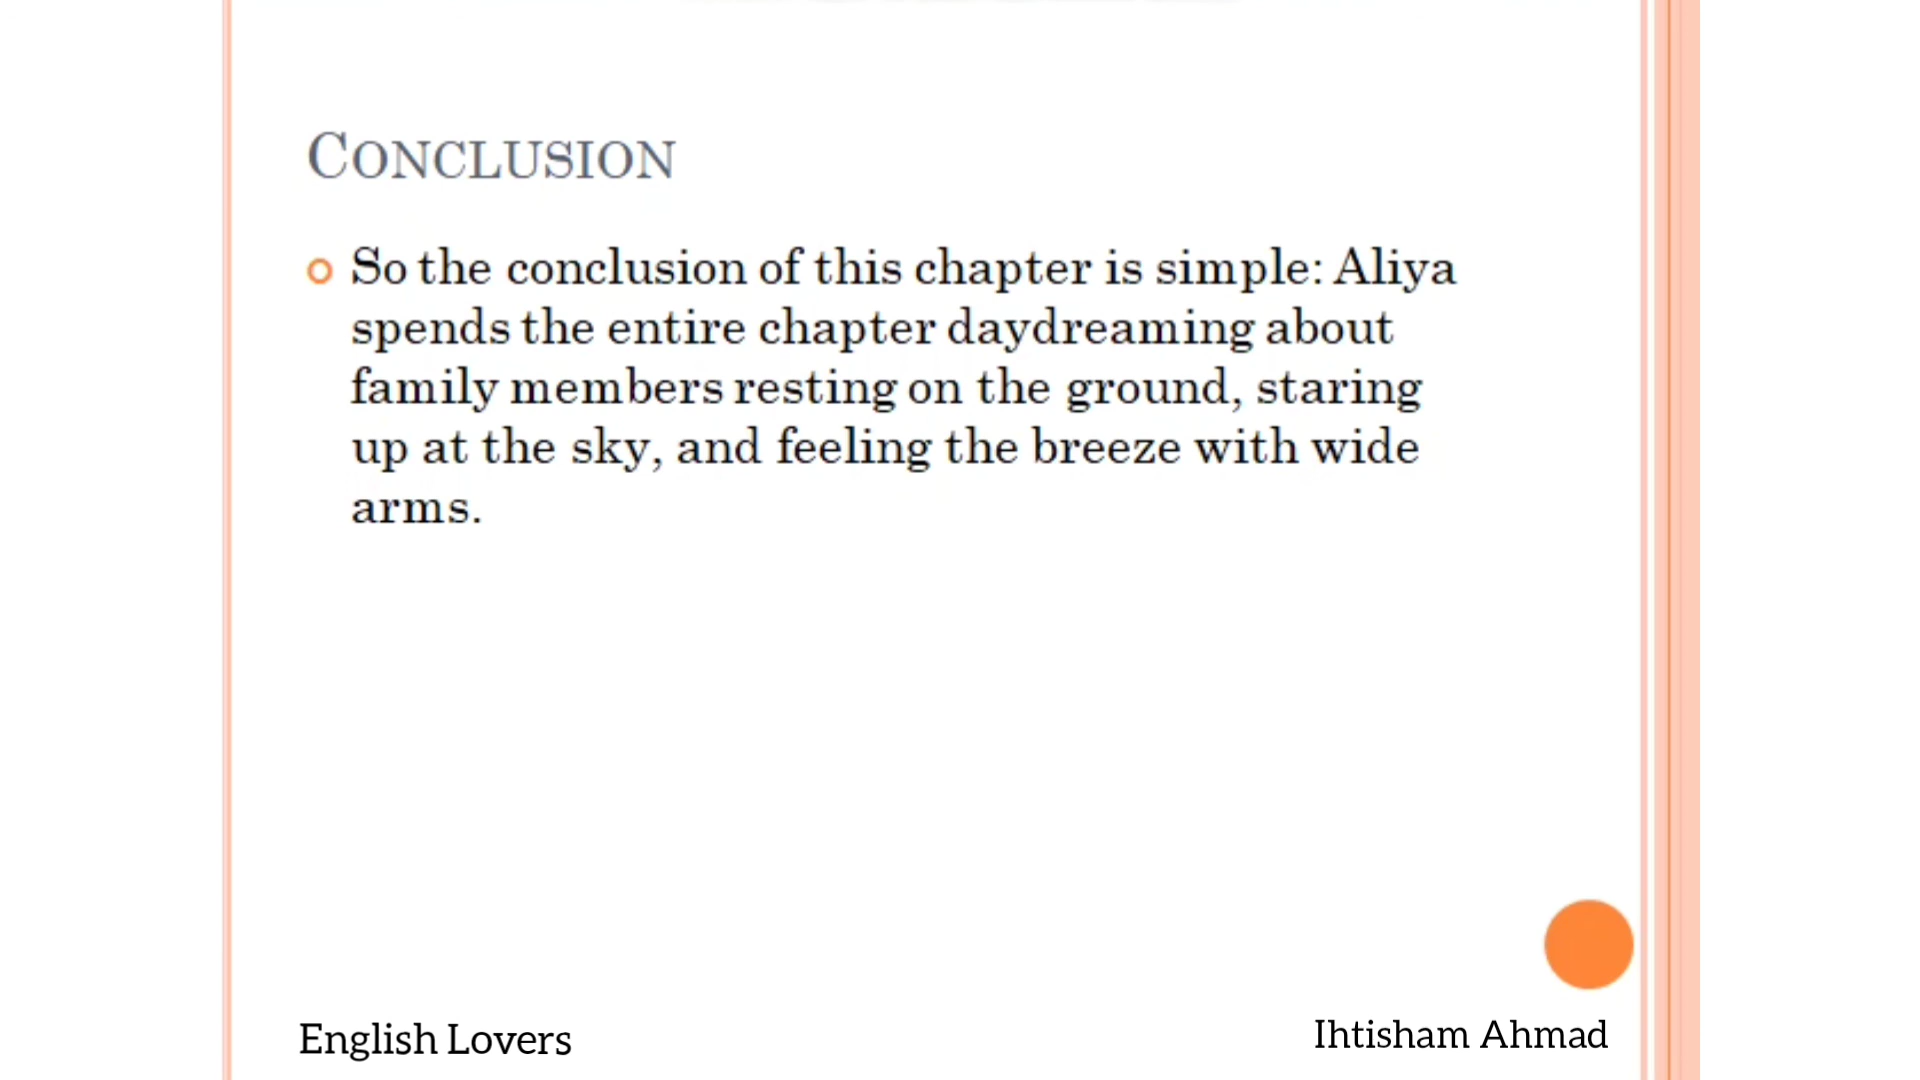 CONCLUSION
So the conclusion of this chapter is simple: Aliya
spends the entire chapter daydreaming about
family members resting on the ground, staring
up at the sky, and feeling the breeze with wide
arms.
English Lovers
Ihtisham Ahmad